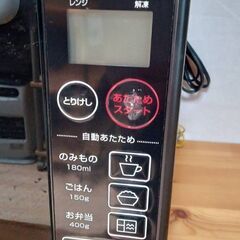 レンジ 解凍
とりけし
あたため
スタート
自動あたため
のみもの
180ml
ごはん
150g
お弁当
400g